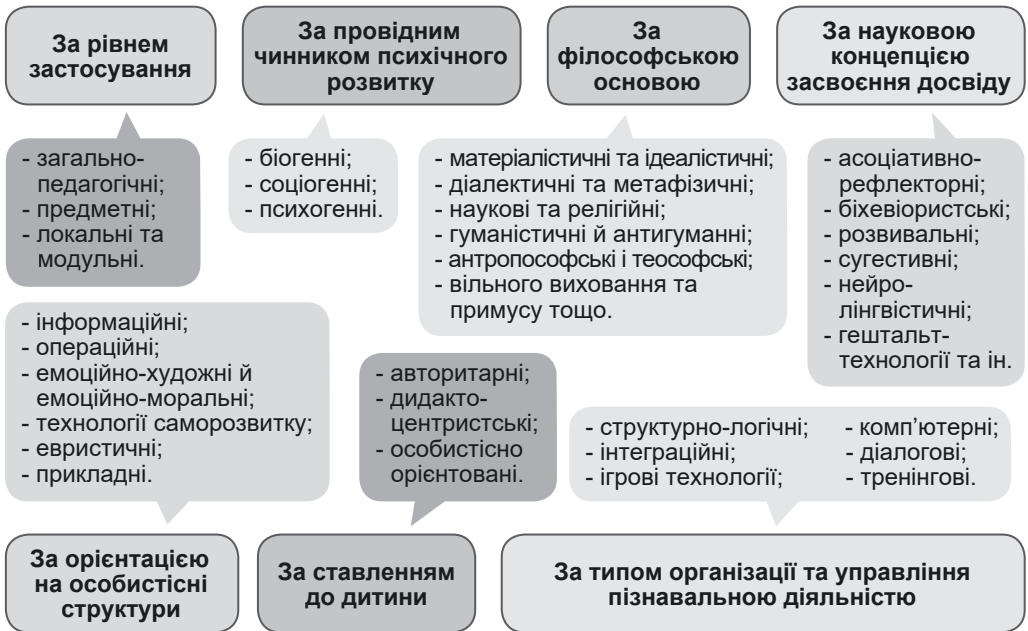 За рівнем
застосування
За провідним
чинником психічного
розвитку
За
філософською
основою
За науковою
концепцією
засвоєння досвіду
- загально-
педагогічні;
- предметні;
- локальні та
модульні.
- біогенні;
- соціогенні;
- психогенні.
- матеріалістичні та ідеалістичні;
- діалектичні та метафізичні;
- наукові та релігійні;
- гуманістичні й антигуманні;
- антропософські і теософські;
- вільного виховання та
примусу тощо.
- асоціативно-
рефлекторні;
- біхевіористські;
- розвивальні;
- сугестивні;
- нейро-
лінгвістичні;
- гештальт-
технології та ін.
- інформаційні;
- операційні;
- емоційно-художні й
емоційно-моральні;
- технології саморозвитку;
- евристичні;
- прикладні.
- авторитарні;
- дидакто-
центристські;
- особистісно
орієнтовані.
- структурно-логічні;
- інтеграційні;
- ігрові технології;
- комп’ютерні;
- діалогові;
- тренінгові.
За орієнтацією
на особистісні
структури
За ставленням
до дитини
За типом організації та управління
пізнавальною діяльністю